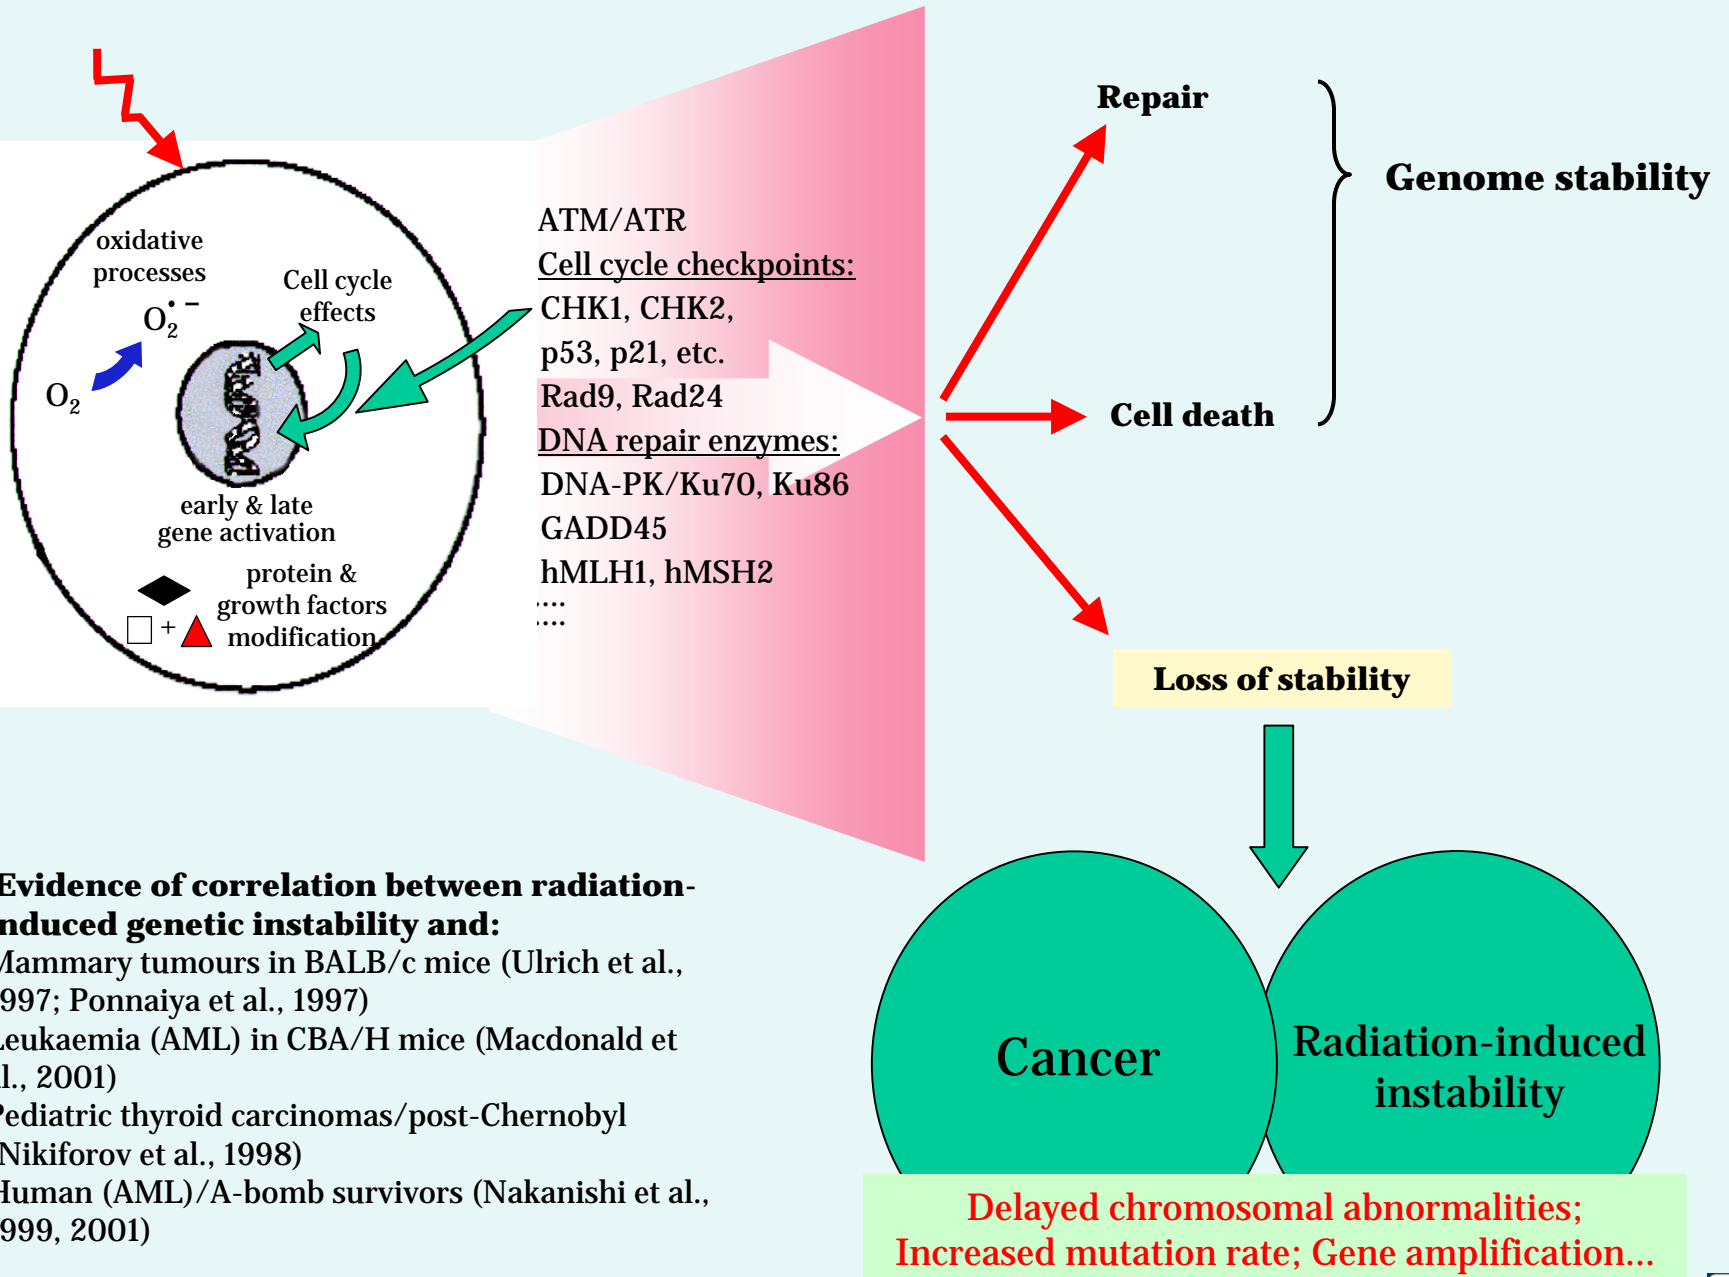 oxidative
processes
O₂•–
O₂
Cell cycle
effects
early & late
gene activation
protein &
growth factors
+ modification
ATM/ATR
Cell cycle checkpoints:
CHK1, CHK2,
p53, p21, etc.
Rad9, Rad24
DNA repair enzymes:
DNA-PK/Ku70, Ku86
GADD45
hMLH1, hMSH2
....
....
Repair
Cell death
Genome stability
Loss of stability
Cancer
Radiation-induced
instability
Delayed chromosomal abnormalities;
Increased mutation rate; Gene amplification...
Evidence of correlation between radiation-
nduced genetic instability and:
Mammary tumours in BALB/c mice (Ulrich et al.,
997; Ponnaiya et al., 1997)
Leukaemia (AML) in CBA/H mice (Macdonald et
l., 2001)
Pediatric thyroid carcinomas/post-Chernobyl
Nikiforov et al., 1998)
Human (AML)/A-bomb survivors (Nakanishi et al.,
999, 2001)